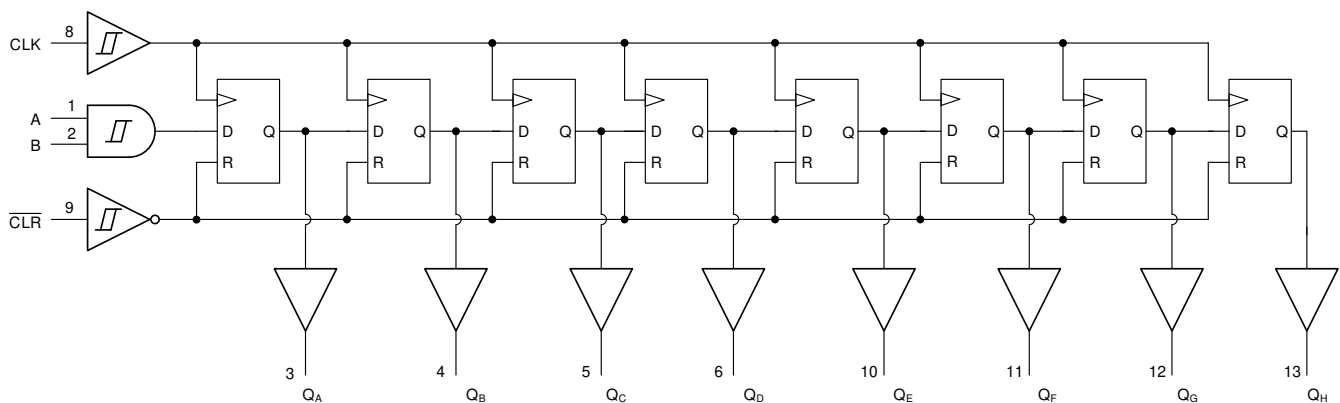 8
CLK
1
A
2
B
D Q D Q D Q D Q D Q D Q D Q D Q
R R R R R R R R
9
CLR
3 4 5 6 10 11 12 13
QA QB QC QD QE QF QG QH